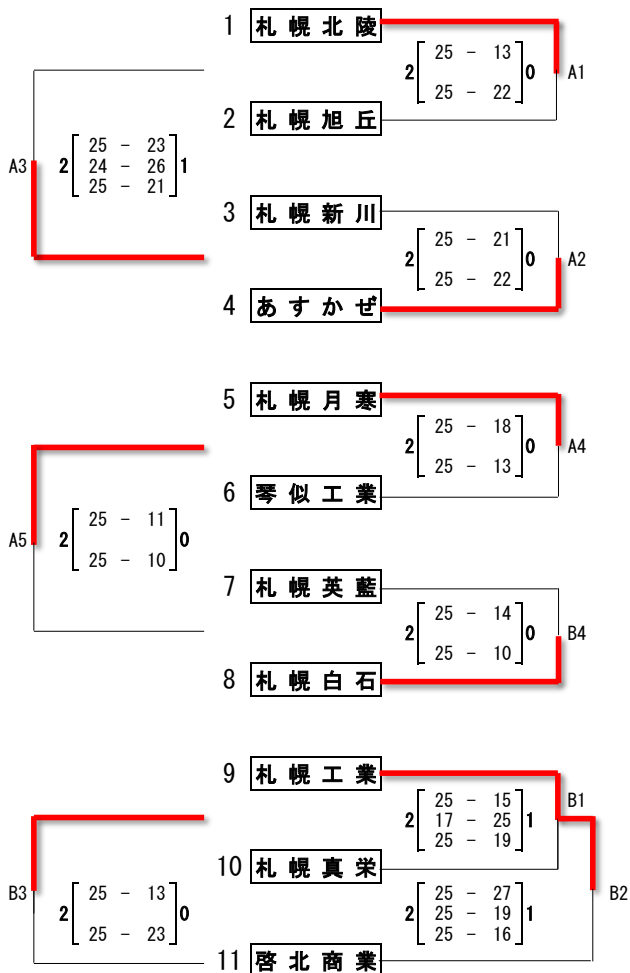 1 札幌北陵
2[ 25 － 13 ]0 A1
25 － 22
2 札幌旭丘
A3 2[ 25 － 23 ]1
24 － 26
25 － 21
3 札幌新川
2[ 25 － 21 ]0 A2
25 － 22
4 あすかぜ
5 札幌月寒
2[ 25 － 18 ]0 A4
25 － 13
6 琴似工業
A5 2[ 25 － 11 ]0
25 － 10
7 札幌英藍
2[ 25 － 14 ]0 B4
25 － 10
8 札幌白石
9 札幌工業
B1
2[ 25 － 15 ]1
17 － 25
25 － 19
10 札幌真栄
B3 2[ 25 － 13 ]0
25 － 23
2[ 25 － 27 ]1 B2
25 － 19
25 － 16
11 啓北商業